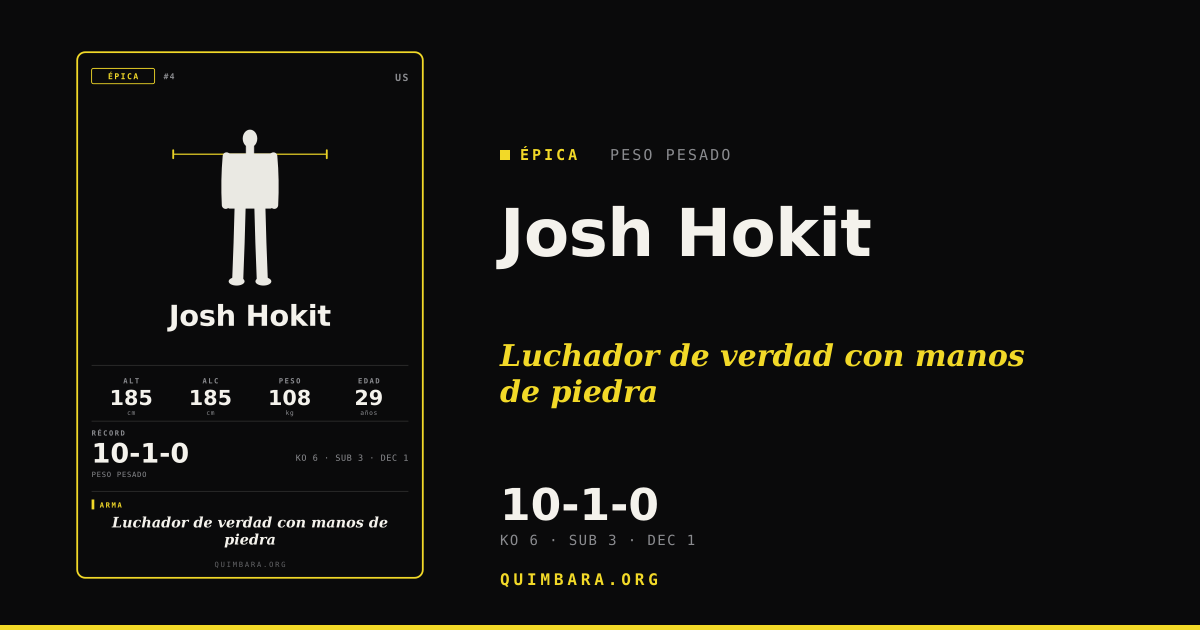 ÉPICA #4 US
Josh Hokit
ALT ALC PESO EDAD
185 185 108 29
cm cm kg años
RÉCORD
10-1-0 KO 6 · SUB 3 · DEC 1
PESO PESADO
ARMA
Luchador de verdad con manos de
piedra
QUIMBARA.ORG
ÉPICA PESO PESADO
Josh Hokit
Luchador de verdad con manos
de piedra
10-1-0
KO 6 · SUB 3 · DEC 1
QUIMBARA.ORG